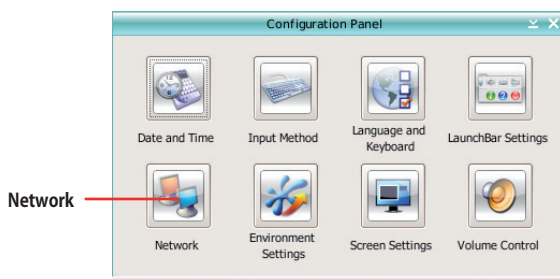 Configuration Panel
Date and Time
Input Method
Language and
Keyboard
LaunchBar Settings
Network
Network
Environment
Settings
Screen Settings
Volume Control